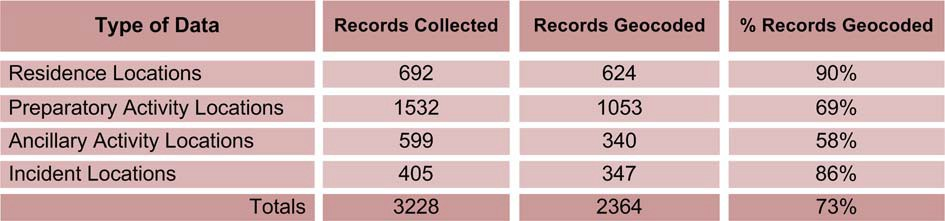 Type of Data Records Collected Records Geocoded % Records Geocoded
Residence Locations 692 624 90%
Preparatory Activity Locations 1532 1053 69%
Ancillary Activity Locations 599 340 58%
Incident Locations 405 347 86%
Totals 3228 2364 73%